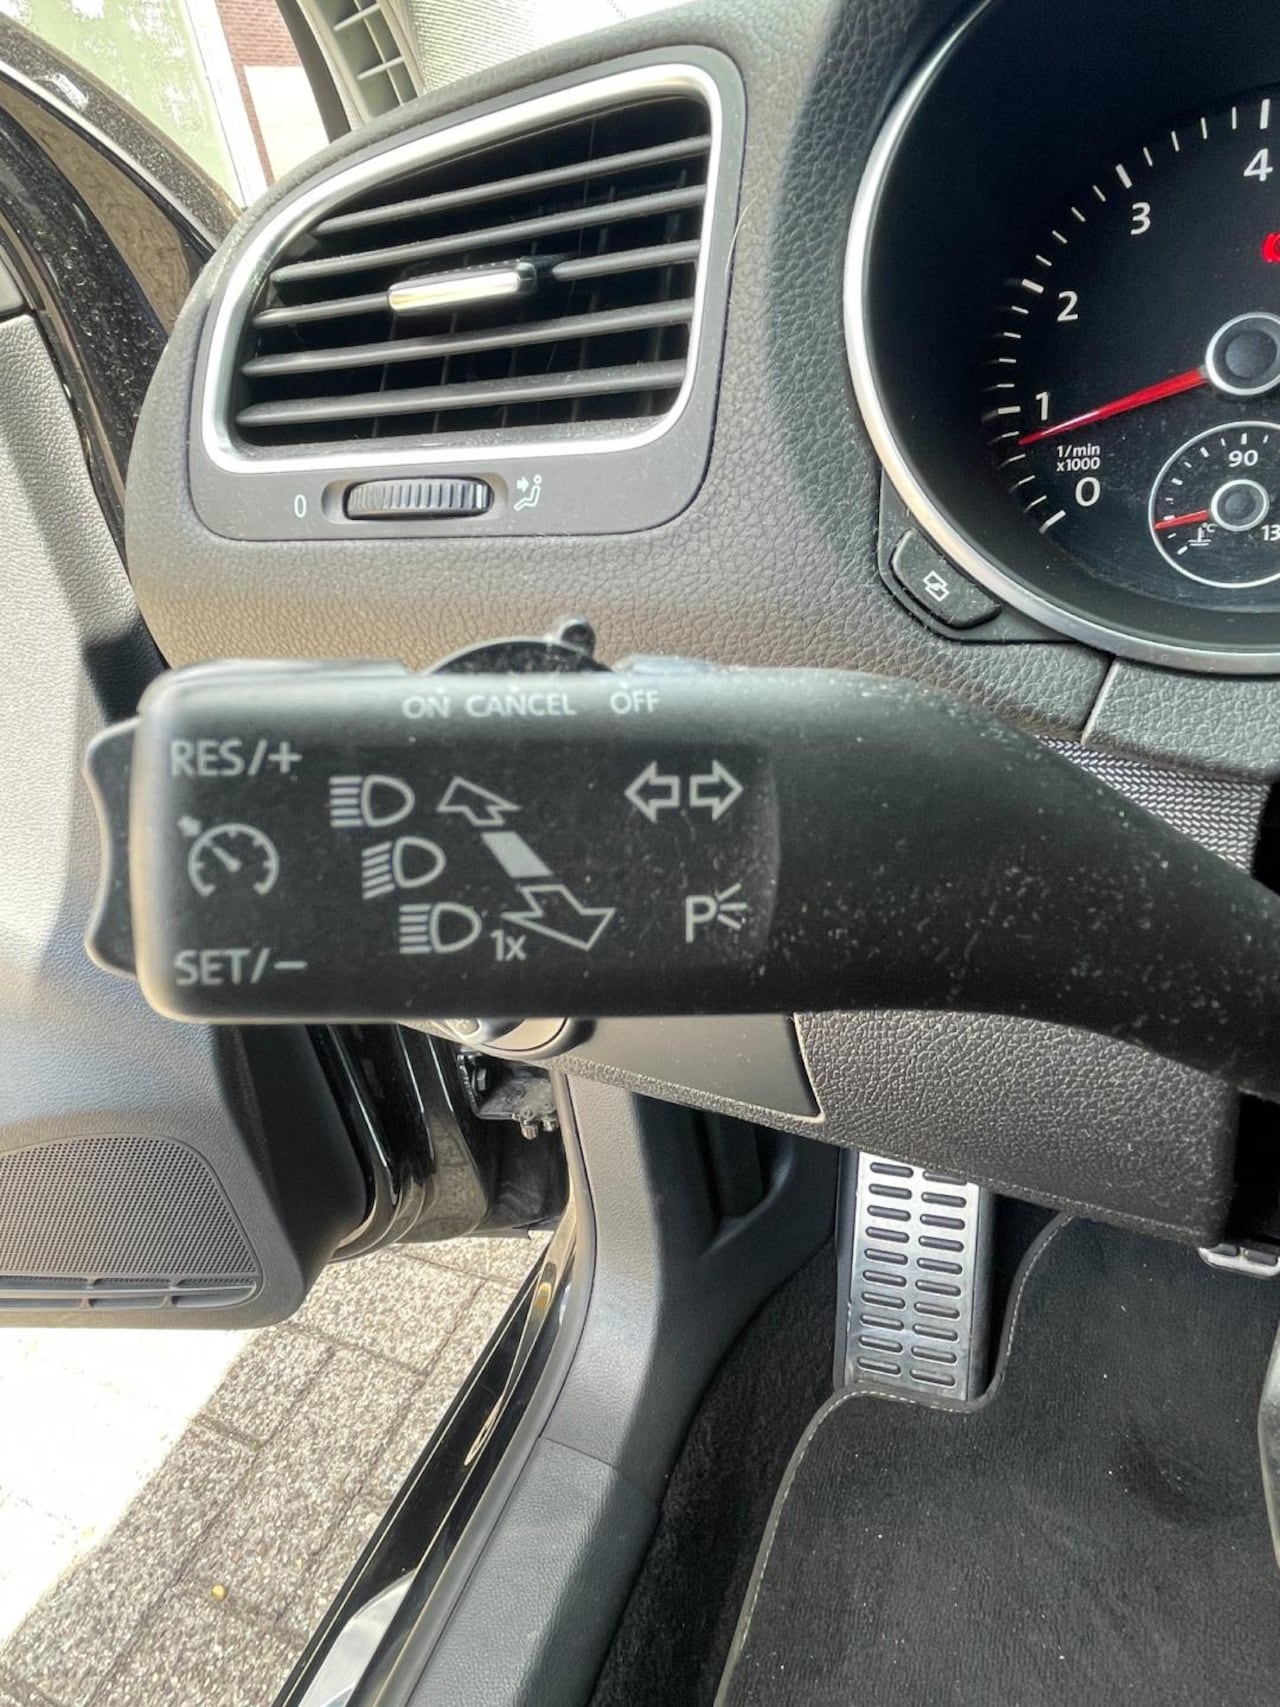 4
3
2
1
1/min
x1000
0
90
13
°C
0
ON CANCEL OFF
RES/+
SET/−
1x
P